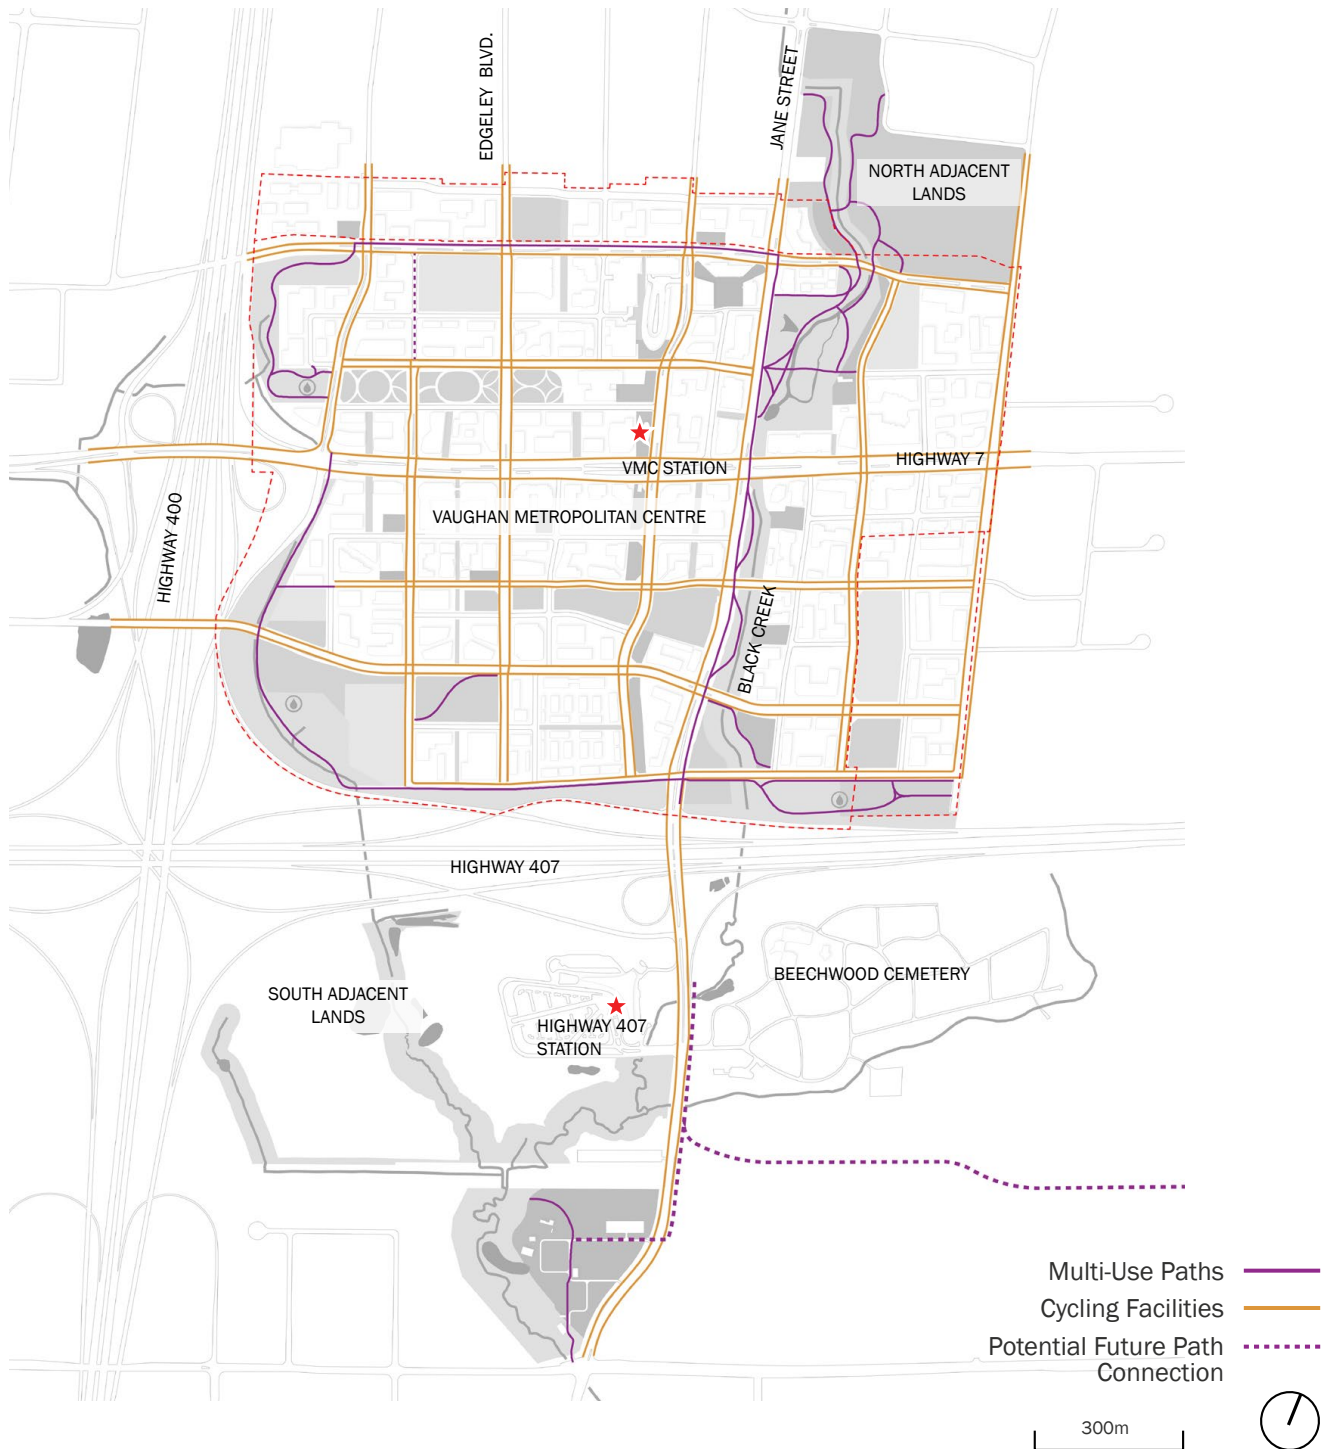 EDGELEY BLVD.
JANE STREET
NORTH ADJACENT
LANDS
VMC STATION
HIGHWAY 7
HIGHWAY 400
VAUGHAN METROPOLITAN CENTRE
BLACK CREEK
HIGHWAY 407
SOUTH ADJACENT
LANDS
BEECHWOOD CEMETERY
HIGHWAY 407
STATION
Multi-Use Paths
Cycling Facilities
Potential Future Path
Connection
300m